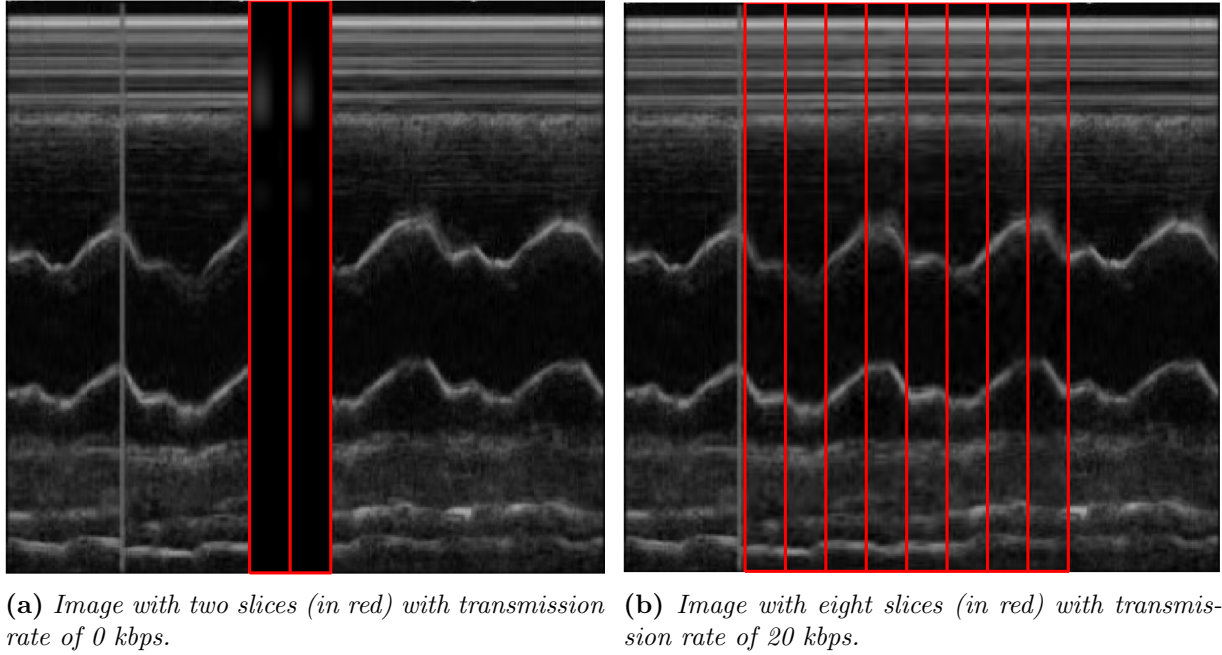 (a) Image with two slices (in red) with transmission
rate of 0 kbps.
(b) Image with eight slices (in red) with transmis-
sion rate of 20 kbps.